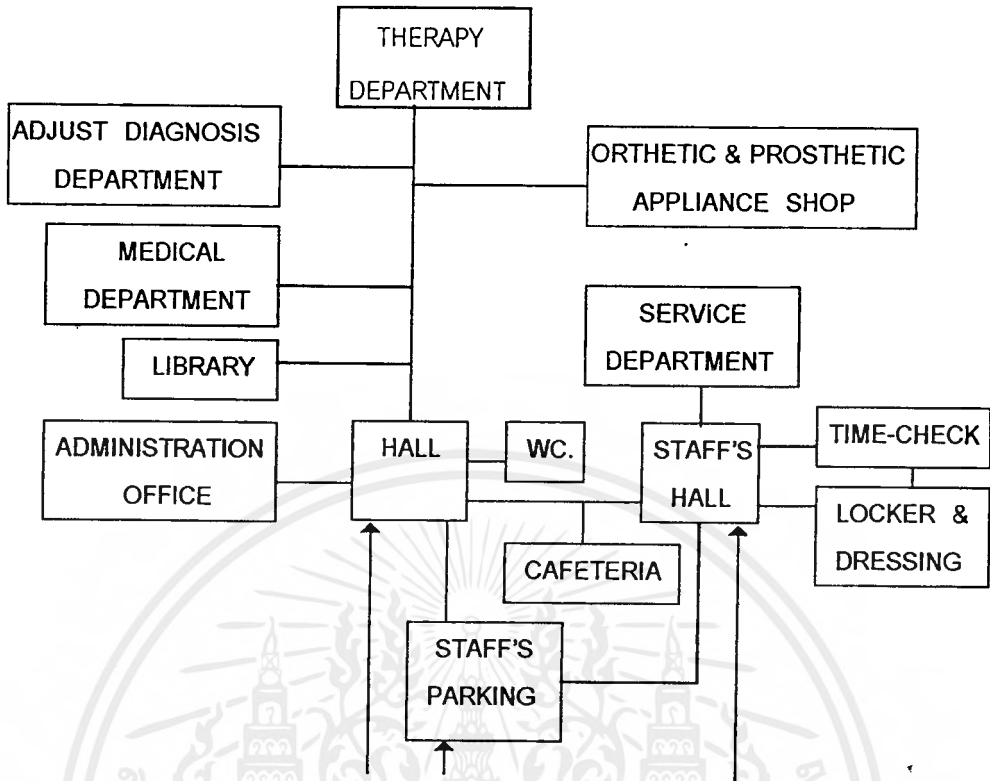 THERAPY
DEPARTMENT
ADJUST DIAGNOSIS
DEPARTMENT
ORTHETIC & PROSTHETIC
APPLIANCE SHOP
MEDICAL
DEPARTMENT
SERVICE
DEPARTMENT
LIBRARY
ADMINISTRATION
OFFICE
HALL
WC.
STAFF'S
HALL
TIME-CHECK
LOCKER &
DRESSING
CAFETERIA
STAFF'S
PARKING